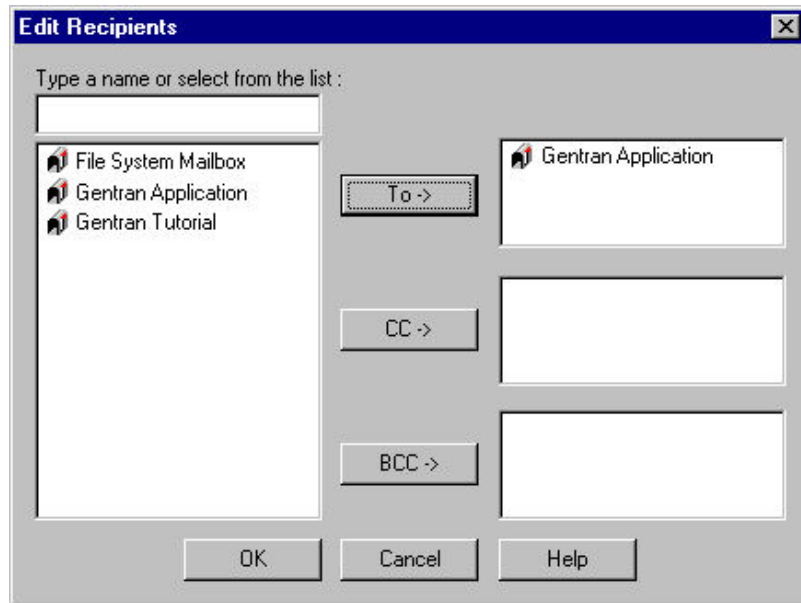 Edit Recipients
Type a name or select from the list :
File System Mailbox
Gentran Application
Gentran Tutorial
To ->
Gentran Application
CC ->
BCC ->
OK
Cancel
Help